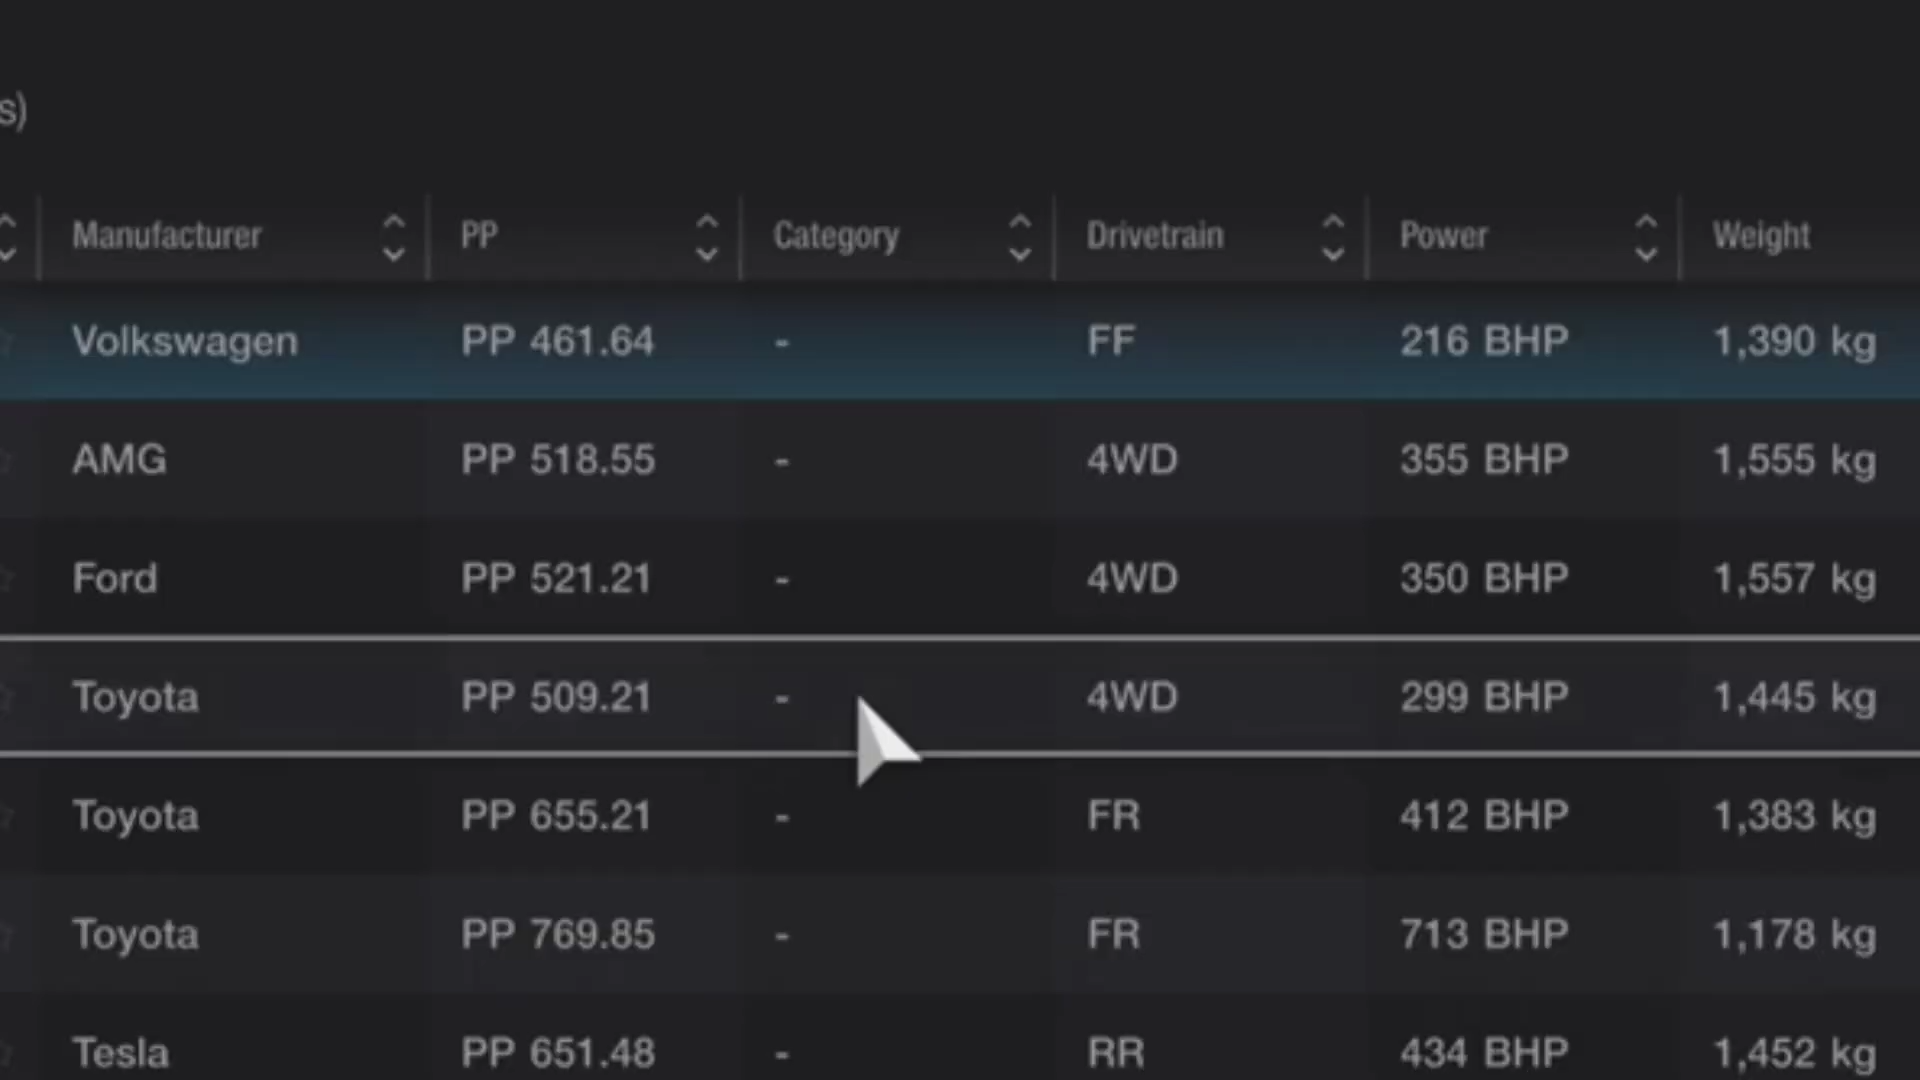 s)
Manufacturer PP Category Drivetrain Power Weight
Volkswagen PP 461.64 - FF 216 BHP 1,390 kg
AMG PP 518.55 - 4WD 355 BHP 1,555 kg
Ford PP 521.21 - 4WD 350 BHP 1,557 kg
Toyota PP 509.21 - 4WD 299 BHP 1,445 kg
Toyota PP 655.21 - FR 412 BHP 1,383 kg
Toyota PP 769.85 - FR 713 BHP 1,178 kg
Tesla PP 651.48 - RR 434 BHP 1,452 kg